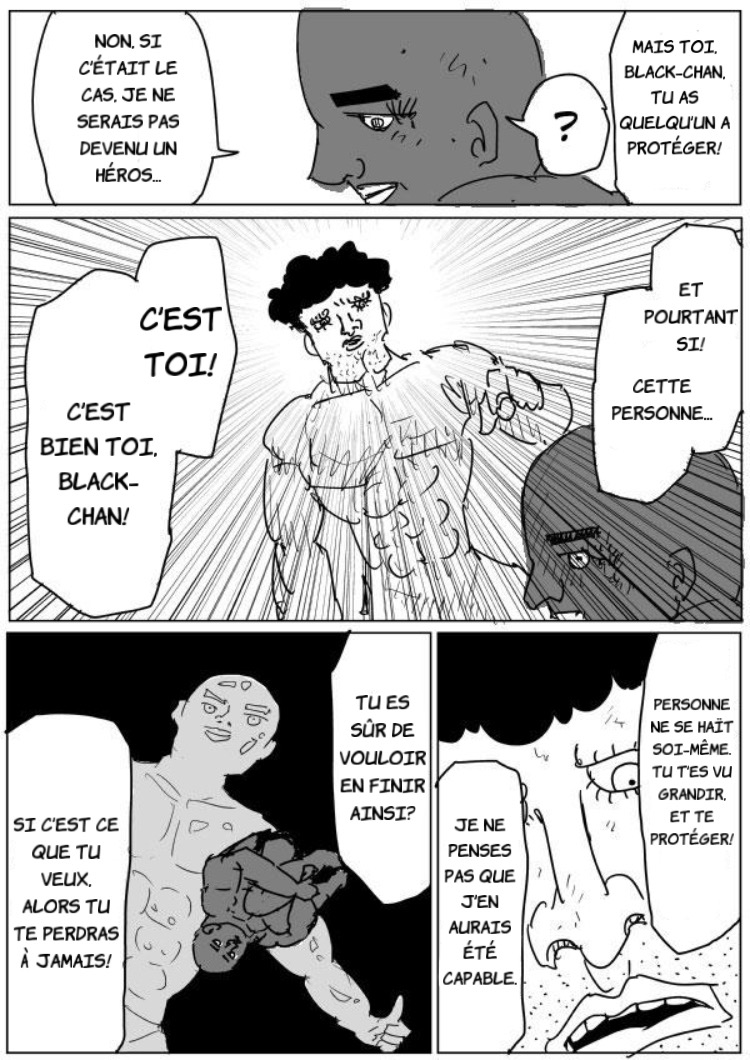 MAIS TOI,
BLACK-CHAN,
TU AS
QUELQU'UN A
PROTÉGER!
?
NON, SI
C'ÉTAIT LE
CAS, JE NE
SERAIS PAS
DEVENU UN
HÉROS...
ET
POURTANT
SI!
CETTE
PERSONNE...
C'EST
TOI!
C'EST
BIEN TOI,
BLACK-
CHAN!
PERSONNE
NE SE HAÏT
SOI-MÊME.
TU T'ES VU
GRANDIR,
ET TE
PROTÉGER!
JE NE
PENSES
PAS QUE
J'EN
AURAIS
ÉTÉ
CAPABLE.
TU ES
SÛR DE
VOULOIR
EN FINIR
AINSI?
SI C'EST CE
QUE TU
VEUX,
ALORS TU
TE PERDRAS
À JAMAIS!